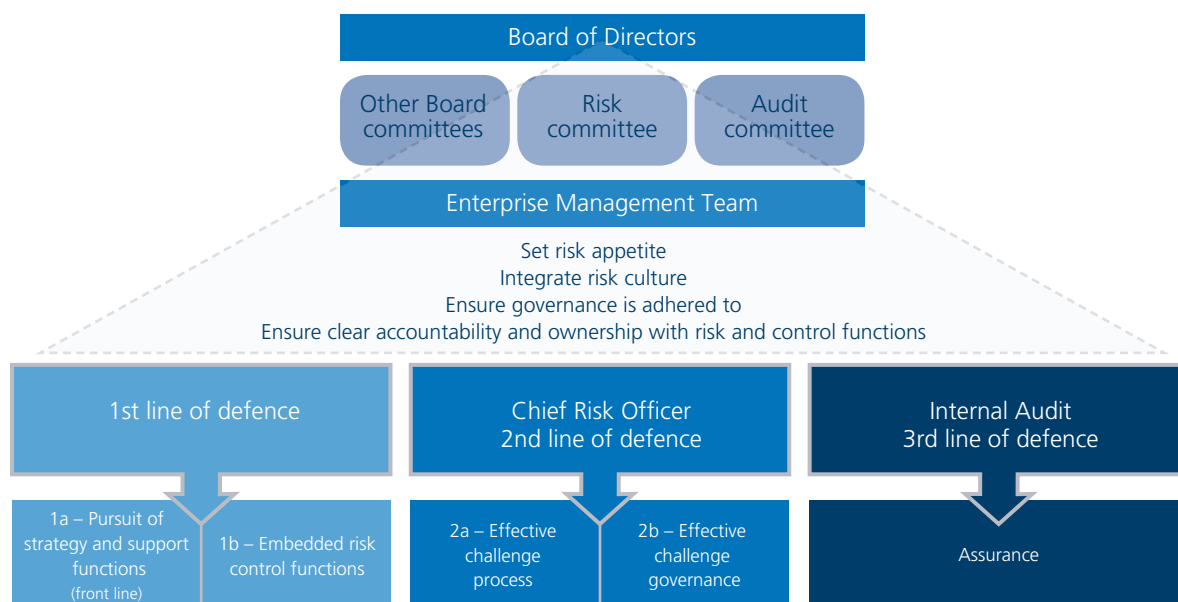 Board of Directors
Other Board
committees
Risk
committee
Audit
committee
Enterprise Management Team
Set risk appetite
Integrate risk culture
Ensure governance is adhered to
Ensure clear accountability and ownership with risk and control functions
1st line of defence
Chief Risk Officer
2nd line of defence
Internal Audit
3rd line of defence
1a – Pursuit of
strategy and support
functions
(front line)
1b – Embedded risk
control functions
2a – Effective
challenge
process
2b – Effective
challenge
governance
Assurance